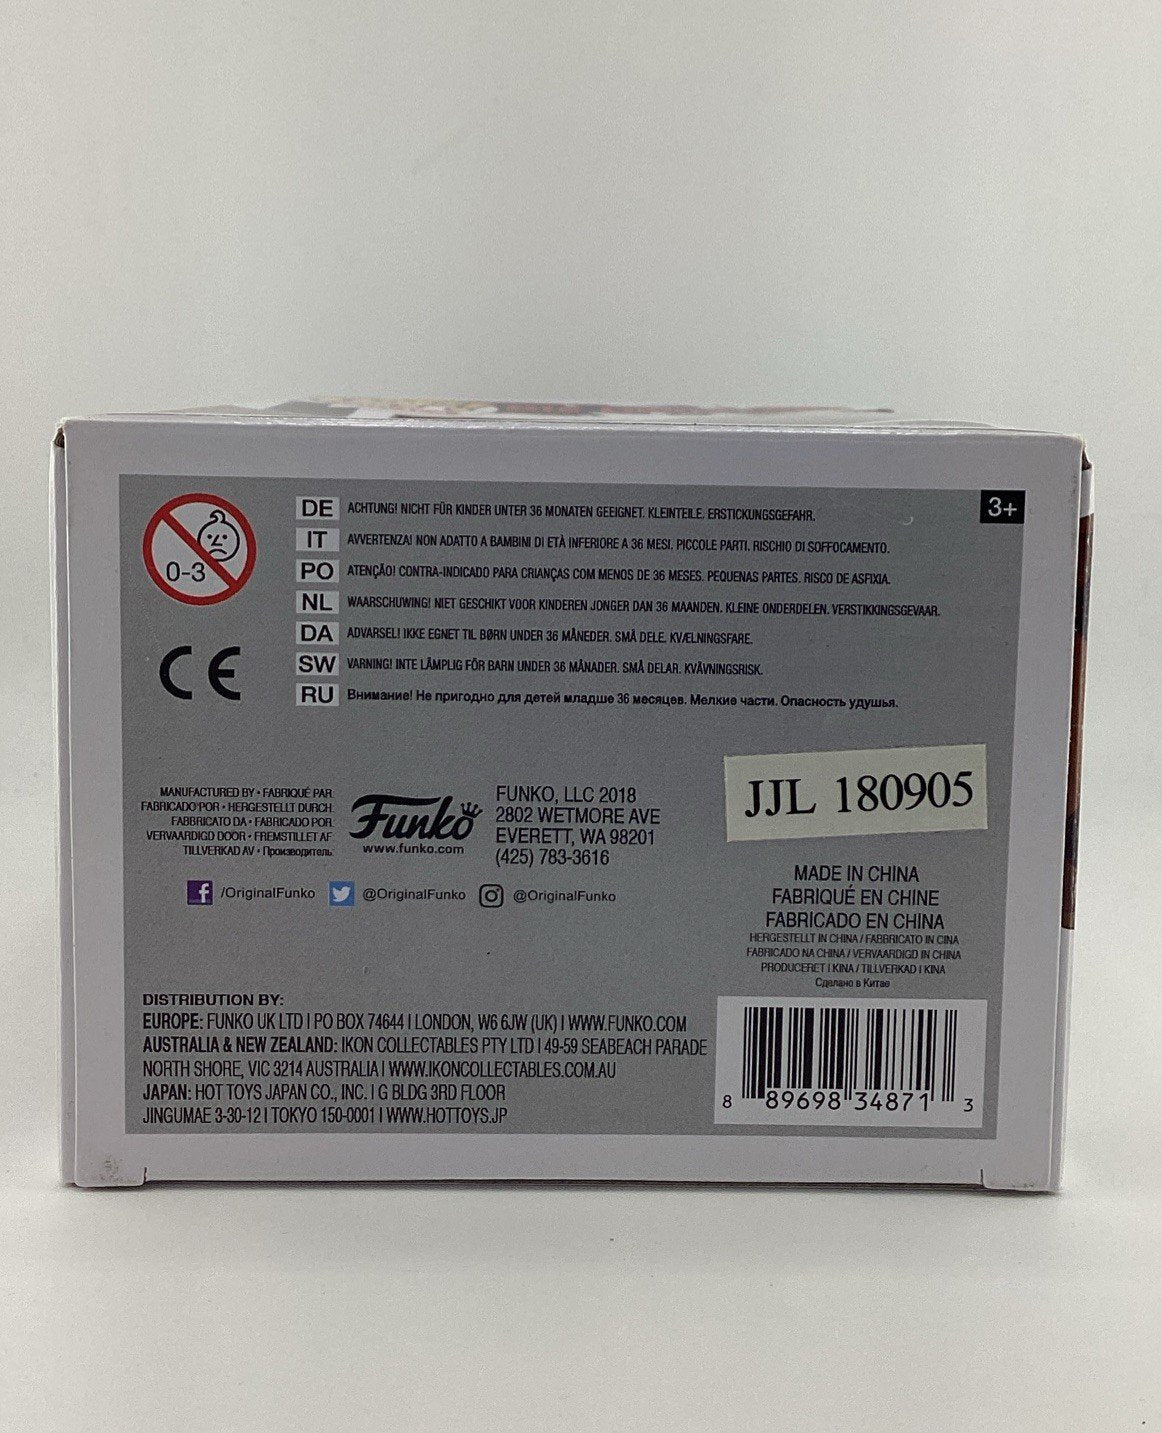 0-3
3+
DE ACHTUNG! NICHT FÜR KINDER UNTER 36 MONATEN GEEIGNET. KLEINTEILE. ERSTICKUNGSGEFAHR.
IT AVVERTENZA! NON ADATTO A BAMBINI DI ETÀ INFERIORE A 36 MESI. PICCOLE PARTI. RISCHIO DI SOFFOCAMENTO.
PO ATENÇÃO! CONTRA-INDICADO PARA CRIANÇAS COM MENOS DE 36 MESES. PEQUENAS PARTES. RISCO DE ASFIXIA.
NL WAARSCHUWING! NIET GESCHIKT VOOR KINDEREN JONGER DAN 36 MAANDEN. KLEINE ONDERDELEN. VERSTIKKINGSGEVAAR.
DA ADVARSEL! IKKE EGNET TIL BØRN UNDER 36 MÅNEDER. SMÅ DELE. KVÆLNINGSFARE.
SW VARNING! INTE LÄMPLIG FÖR BARN UNDER 36 MÅNADER. SMÅ DELAR. KVÄVNINGSRISK.
RU Внимание! Не пригодно для детей младше 36 месяцев. Мелкие части. Опасность удушья.
CE
MANUFACTURED BY • FABRIQUÉ PAR
FABRICADO POR • HERGESTELLT DURCH
FABBRICATO DA • FABRICADO POR
VERVAARDIGD DOOR • FREMSTILLET AF
TILLVERKAD AV • Производитель:
Funko
www.funko.com
FUNKO, LLC 2018
2802 WETMORE AVE
EVERETT, WA 98201
(425) 783-3616
/OriginalFunko @OriginalFunko @OriginalFunko
JJL 180905
MADE IN CHINA
FABRIQUÉ EN CHINE
FABRICADO EN CHINA
HERGESTELLT IN CHINA / FABBRICATO IN CINA
FABRICADO NA CHINA / VERVAARDIGD IN CHINA
PRODUCERET I KINA / TILLVERKAD I KINA
Сделано в Китае
DISTRIBUTION BY:
EUROPE: FUNKO UK LTD | PO BOX 74644 | LONDON, W6 6JW (UK) | WWW.FUNKO.COM
AUSTRALIA & NEW ZEALAND: IKON COLLECTABLES PTY LTD | 49-59 SEABEACH PARADE
NORTH SHORE, VIC 3214 AUSTRALIA | WWW.IKONCOLLECTABLES.COM.AU
JAPAN: HOT TOYS JAPAN CO., INC. | G BLDG 3RD FLOOR
JINGUMAE 3-30-12 | TOKYO 150-0001 | WWW.HOTTOYS.JP
8 89698 34871 3